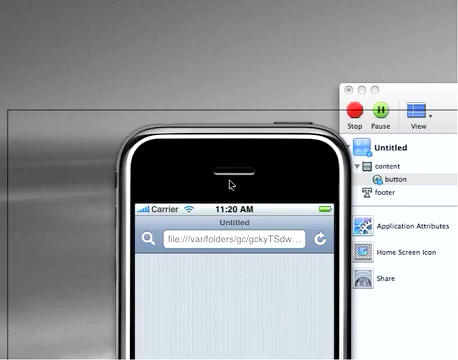 Carrier
11:20 AM
Untitled
file:///var/folders/gc/gckyTSdw...
Stop
Pause
View
Untitled
content
button
footer
Application Attributes
Home Screen Icon
Share